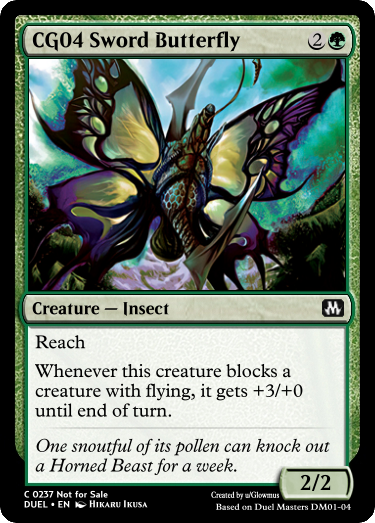 CG04 Sword Butterfly 2
Creature — Insect
Reach
Whenever this creature blocks a
creature with flying, it gets +3/+0
until end of turn.
One snoutful of its pollen can knock out
a Horned Beast for a week.
2/2
C 0237 Not for Sale
DUEL • EN Hikaru Ikusa
Created by u/Glowmus
Based on Duel Masters DM01-04